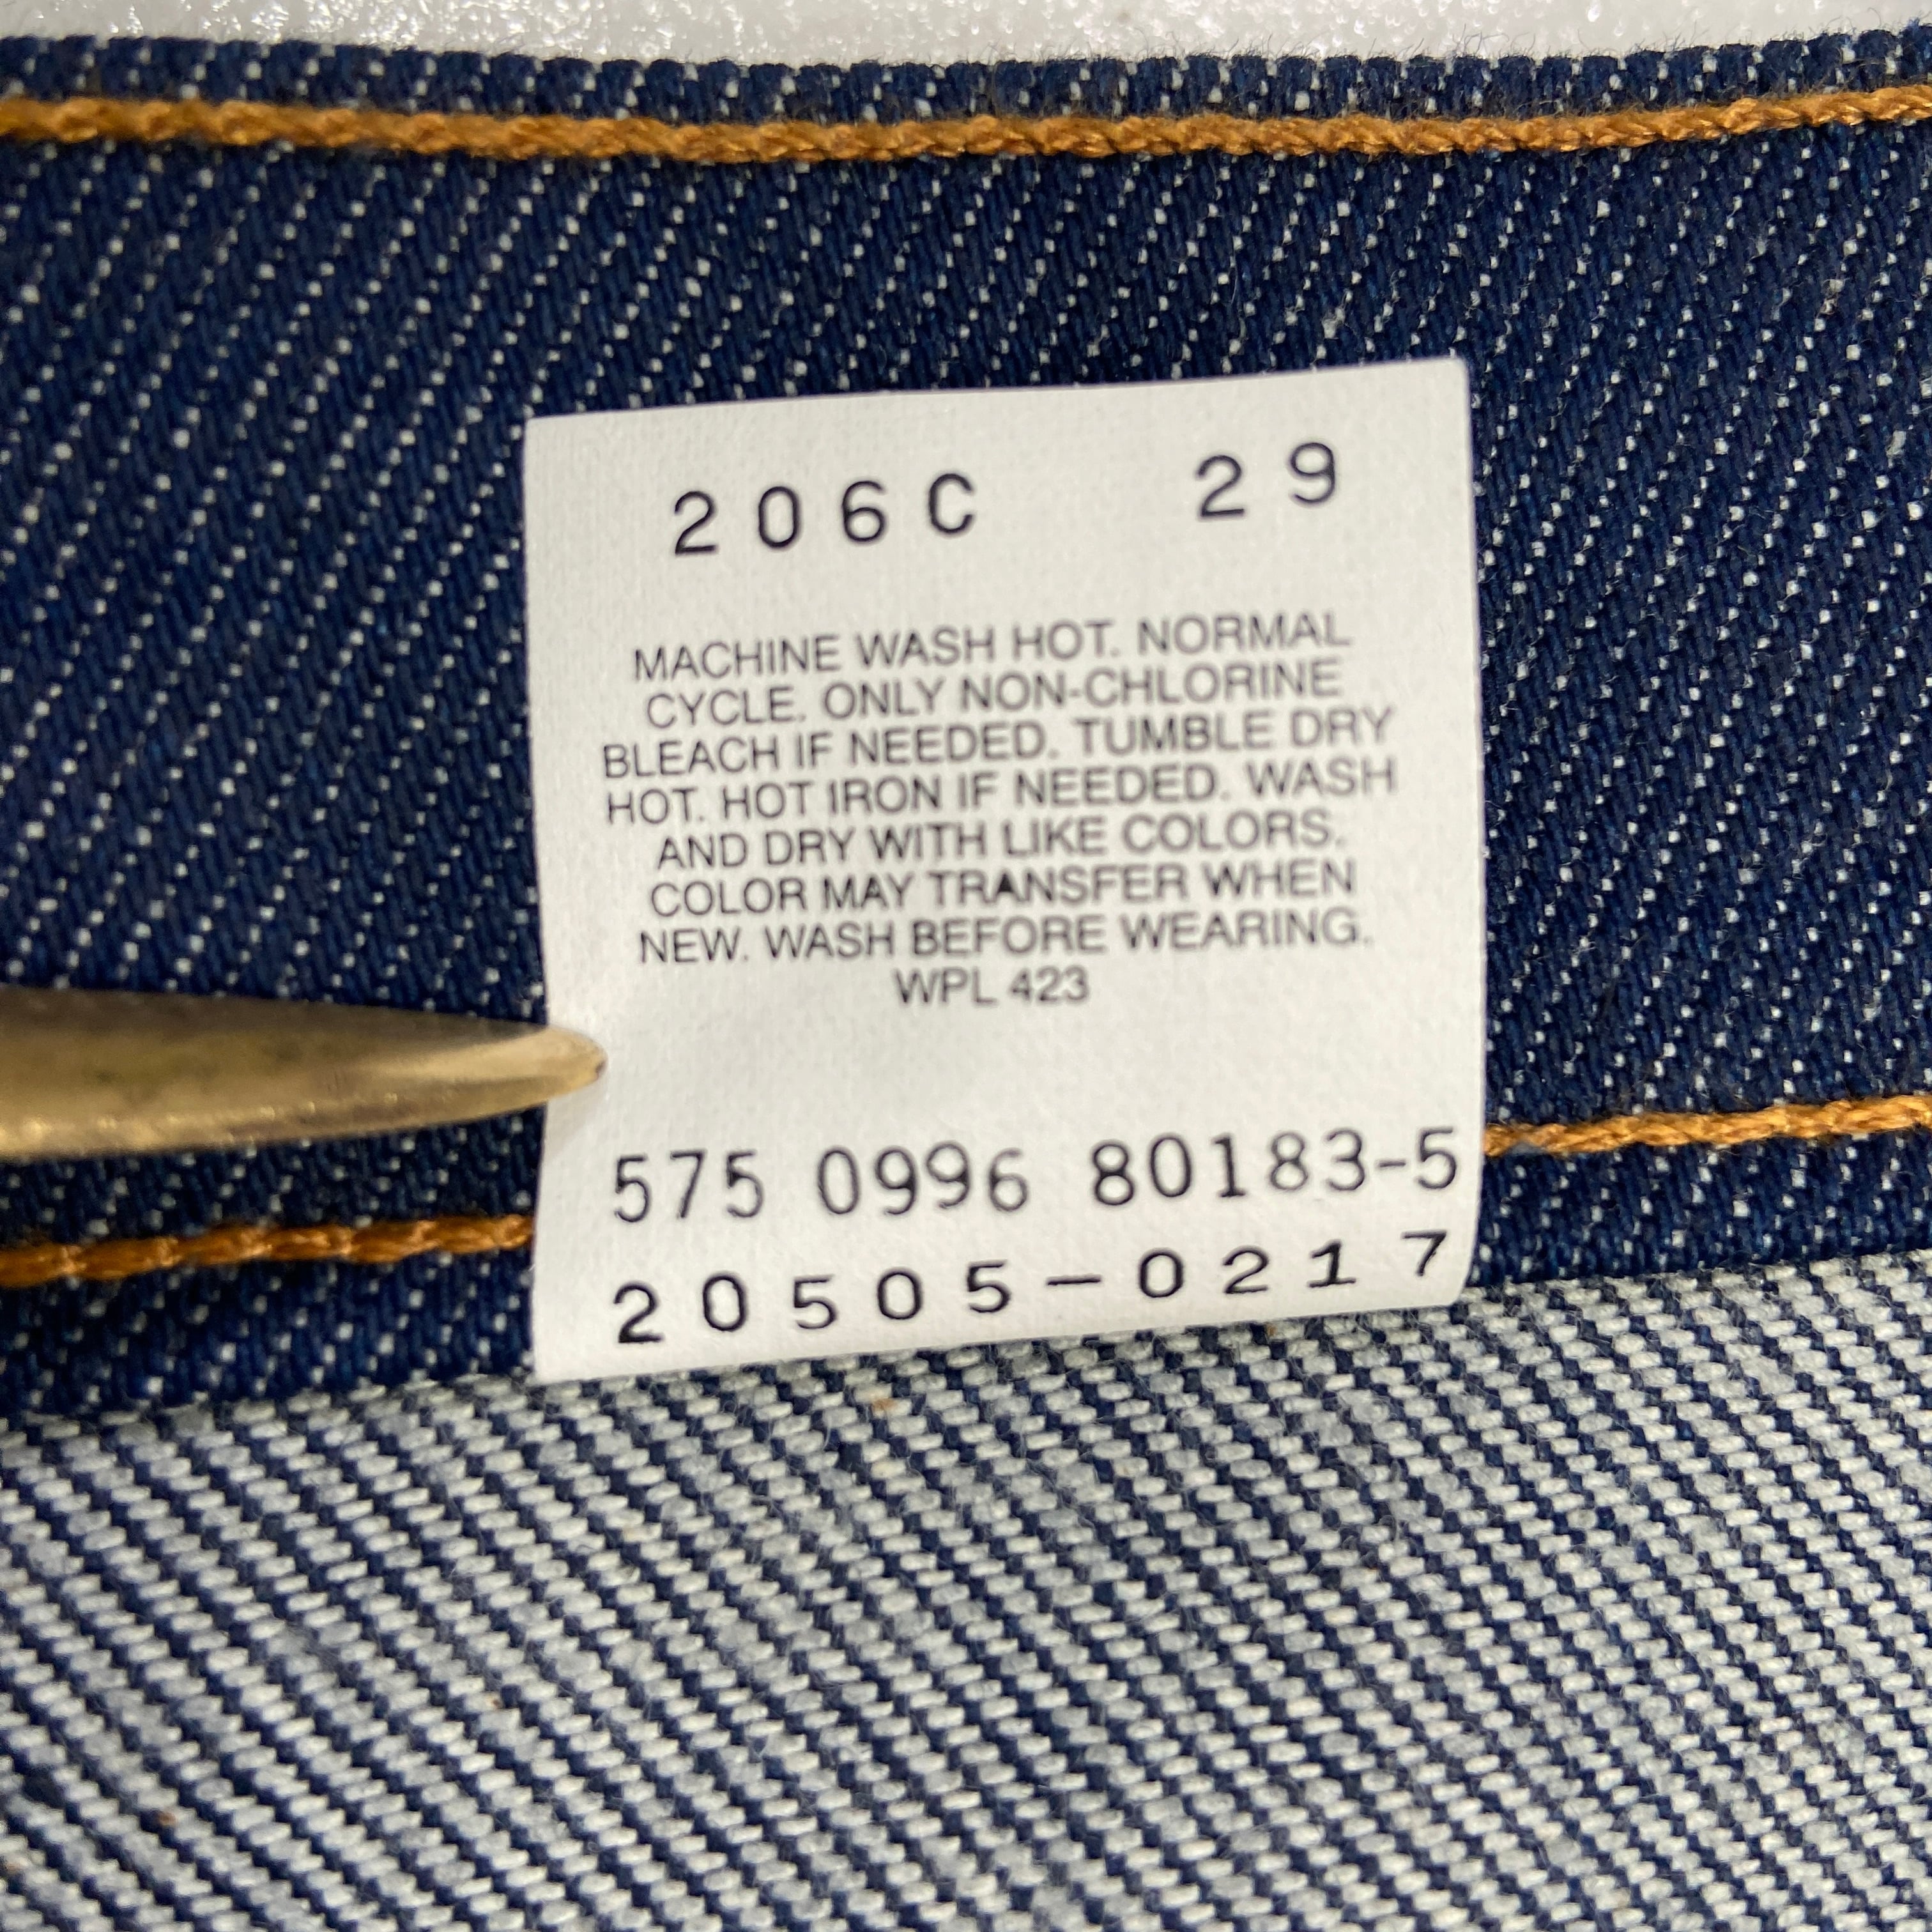 206C 29
MACHINE WASH HOT. NORMAL
CYCLE. ONLY NON-CHLORINE
BLEACH IF NEEDED. TUMBLE DRY
HOT. HOT IRON IF NEEDED. WASH
AND DRY WITH LIKE COLORS.
COLOR MAY TRANSFER WHEN
NEW. WASH BEFORE WEARING.
WPL 423
575 0996 80183-5
20505-0217